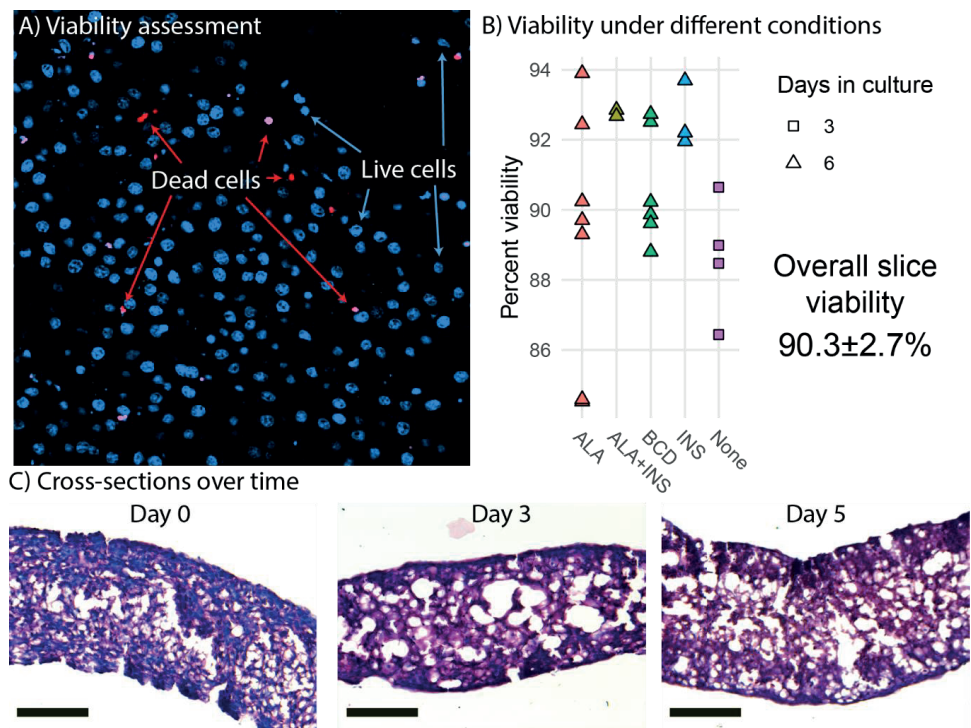 A) Viability assessment
Dead cells
Live cells
B) Viability under different conditions
Percent viability
94
92
90
88
86
ALA
ALA+INS
BCD
INS
None
Days in culture
3
6
Overall slice
viability
90.3±2.7%
C) Cross-sections over time
Day 0
Day 3
Day 5